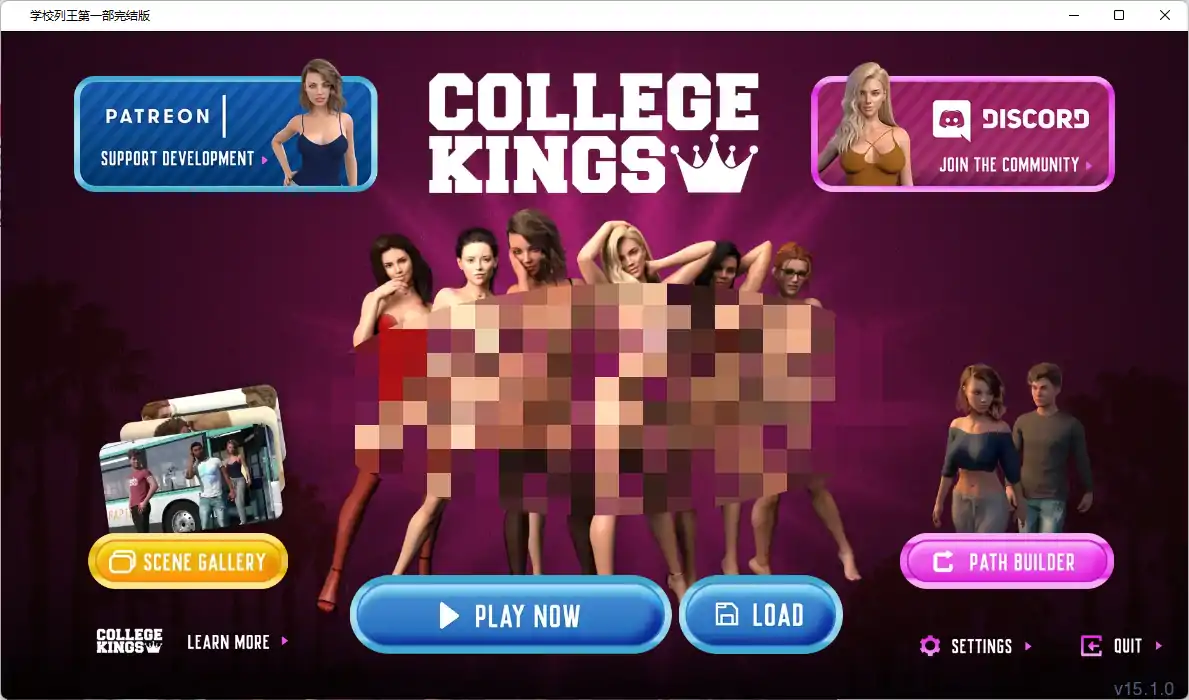 学校列王第一部完结版
PATREON
SUPPORT DEVELOPMENT
COLLEGE
KINGS
DISCORD
JOIN THE COMMUNITY
SCENE GALLERY
PATH BUILDER
PLAY NOW
LOAD
COLLEGE
KINGS
LEARN MORE
SETTINGS
QUIT
v15.1.0